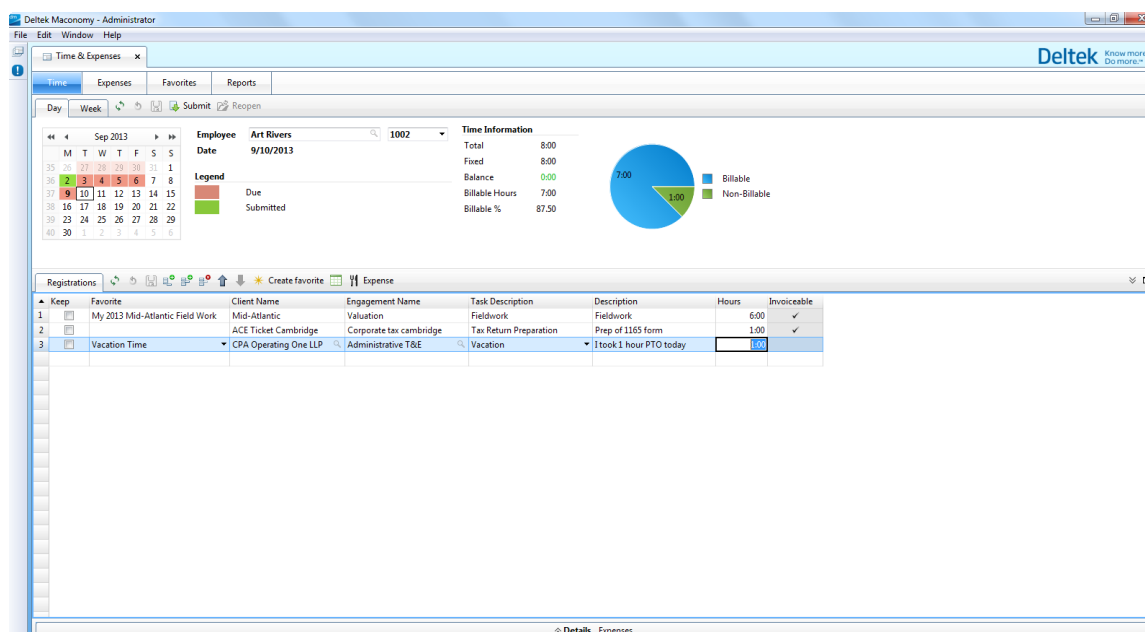 Deltek Maconomy - Administrator
File Edit Window Help
Time & Expenses x
Deltek Know more. Do more.™
Time Expenses Favorites Reports
Day Week Submit Reopen
Sep 2013
M T W T F S S
35 26 27 28 29 30 31 1
36 2 3 4 5 6 7 8
37 9 10 11 12 13 14 15
38 16 17 18 19 20 21 22
39 23 24 25 26 27 28 29
40 30 1 2 3 4 5 6
Employee Art Rivers 1002
Date 9/10/2013
Legend
Due
Submitted
Time Information
Total 8:00
Fixed 8:00
Balance 0:00
Billable Hours 7:00
Billable % 87.50
7:00
1:00
Billable
Non-Billable
Registrations Create favorite Expense
Keep Favorite Client Name Engagement Name Task Description Description Hours Invoiceable
1 My 2013 Mid-Atlantic Field Work Mid-Atlantic Valuation Fieldwork Fieldwork 6:00 ✓
2 ACE Ticket Cambridge Corporate tax cambridge Tax Return Preparation Prep of 1165 form 1:00 ✓
3 Vacation Time CPA Operating One LLP Administrative T&E Vacation I took 1 hour PTO today 1:00
Details Expenses